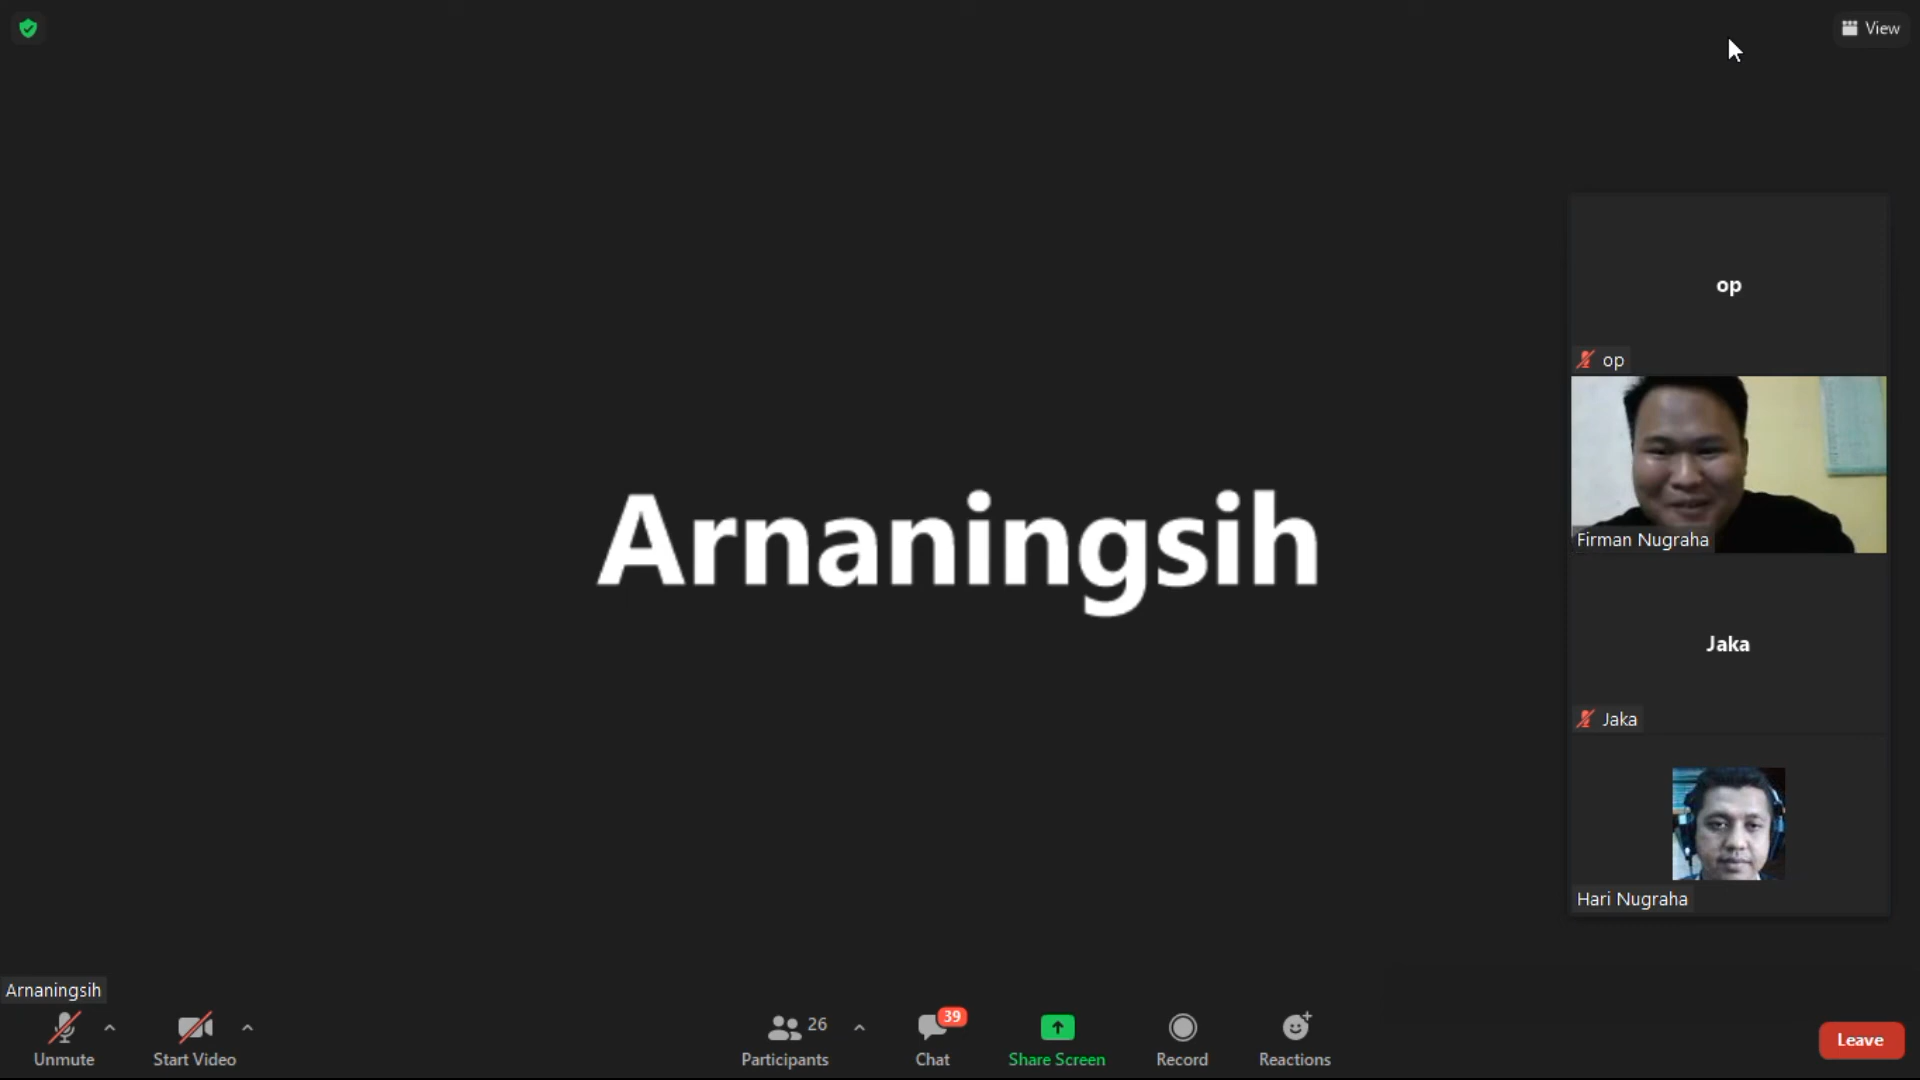 View
op
op
Firman Nugraha
Arnaningsih
Jaka
Jaka
Hari Nugraha
Arnaningsih
26
39
Unmute
Start Video
Participants
Chat
Share Screen
Record
Reactions
Leave